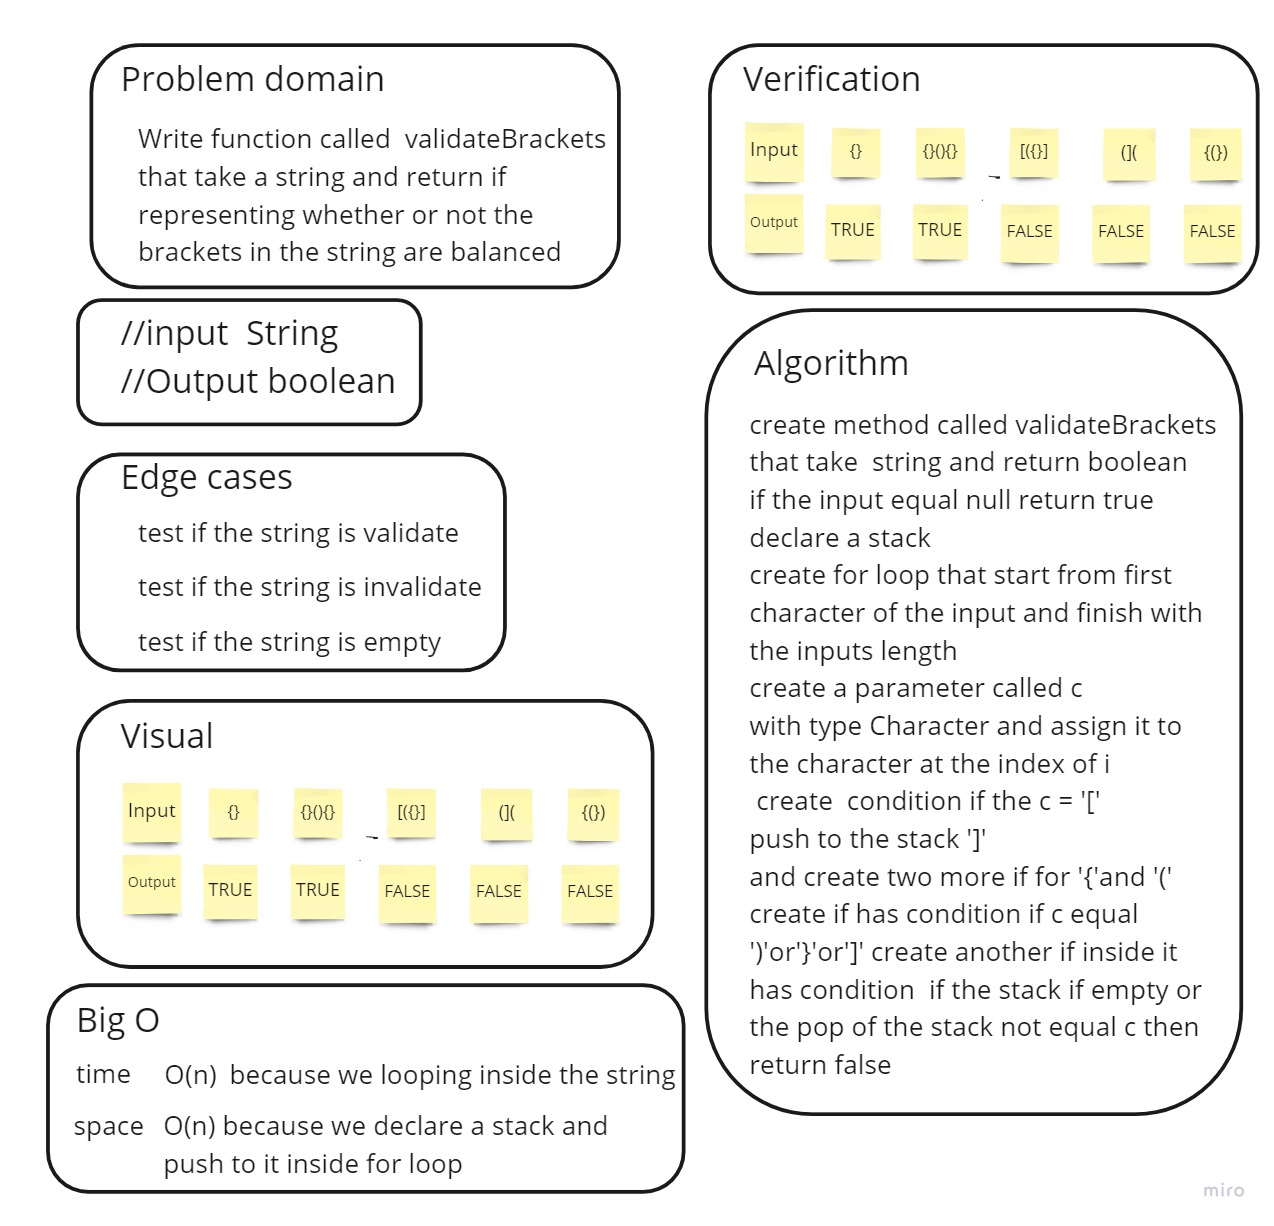 Problem domain
Write function called validateBrackets
that take a string and return if
representing whether or not the
brackets in the string are balanced
//input String
//Output boolean
Edge cases
test if the string is validate
test if the string is invalidate
test if the string is empty
Visual
Input {} {}(){} [({}] (]( {(})
Output TRUE TRUE FALSE FALSE FALSE
Big O
time O(n) because we looping inside the string
space O(n) because we declare a stack and
push to it inside for loop
Verification
Input {} {}(){} [({}] (]( {(})
Output TRUE TRUE FALSE FALSE FALSE
Algorithm
create method called validateBrackets
that take string and return boolean
if the input equal null return true
declare a stack
create for loop that start from first
character of the input and finish with
the inputs length
create a parameter called c
with type Character and assign it to
the character at the index of i
create condition if the c = '['
push to the stack ']'
and create two more if for '{'and '('
create if has condition if c equal
')'or'}'or']' create another if inside it
has condition if the stack if empty or
the pop of the stack not equal c then
return false
miro